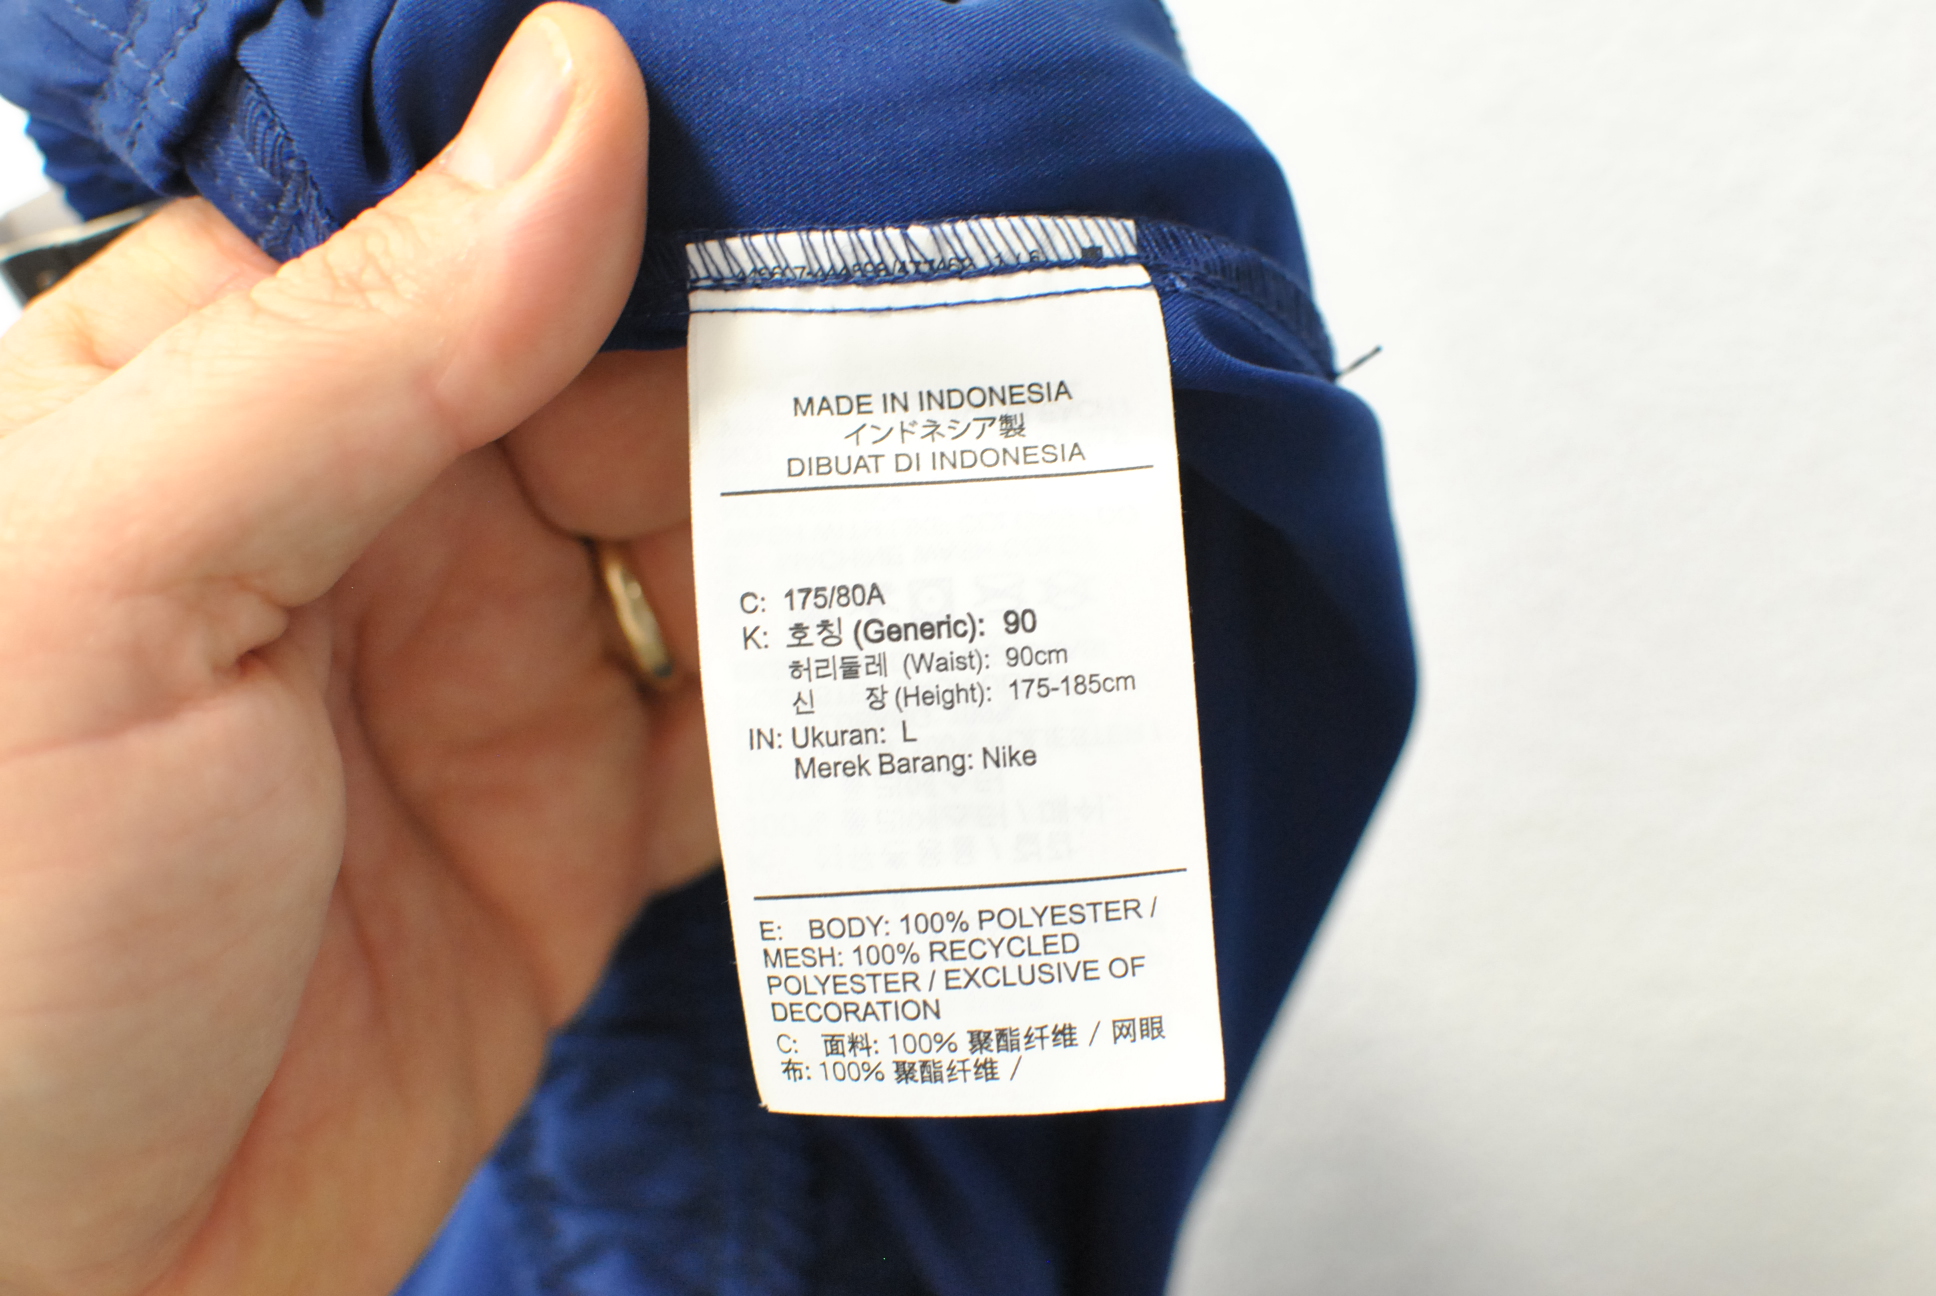 MADE IN INDONESIA
インドネシア製
DIBUAT DI INDONESIA
C: 175/80A
K: 호칭 (Generic): 90
허리둘레 (Waist): 90cm
신 장 (Height): 175-185cm
IN: Ukuran: L
Merek Barang: Nike
E: BODY: 100% POLYESTER /
MESH: 100% RECYCLED
POLYESTER / EXCLUSIVE OF
DECORATION
C: 面料: 100% 聚酯纤维 / 网眼
布: 100% 聚酯纤维 /